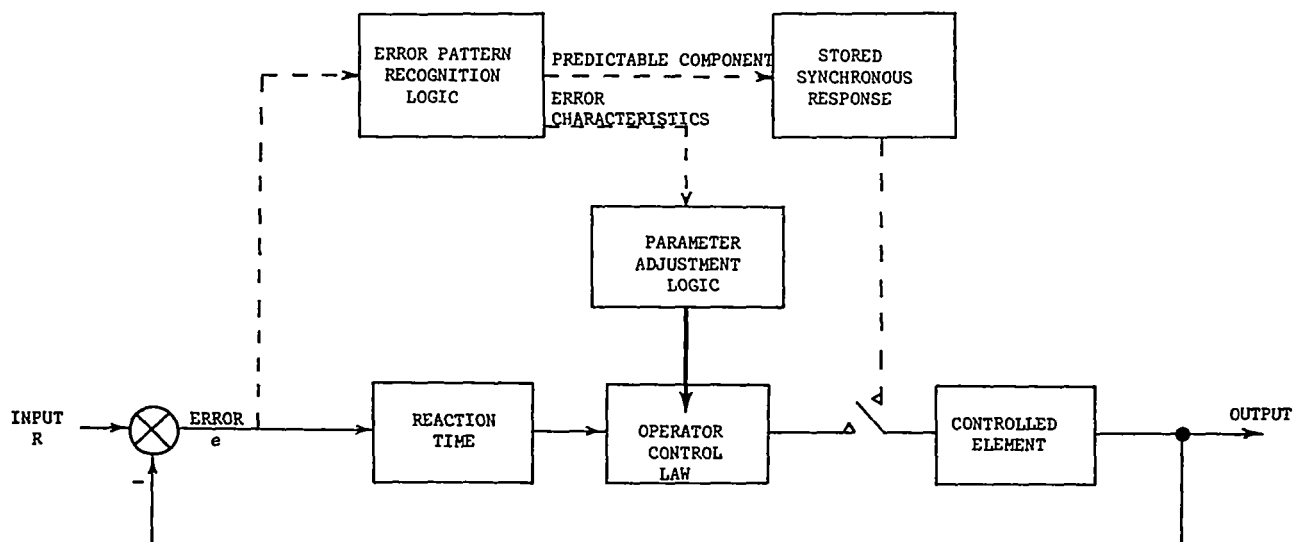 ERROR PATTERN
RECOGNITION
LOGIC
PREDICTABLE COMPONENT
ERROR
CHARACTERISTICS
STORED
SYNCHRONOUS
RESPONSE
PARAMETER
ADJUSTMENT
LOGIC
INPUT
R
ERROR
e
−
REACTION
TIME
OPERATOR
CONTROL
LAW
CONTROLLED
ELEMENT
OUTPUT